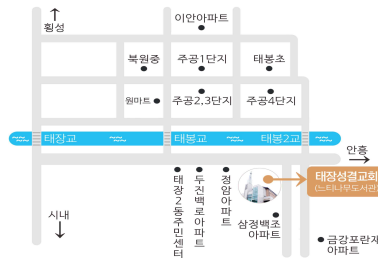 횡성
이안아파트
북원중
주공1단지
태봉초
원마트
주공2,3단지
주공4단지
태장교
태봉교
태봉2교
안흥
태장2동주민센터
두진백로아파트
정암아파트
태장성결교회
(느티나무도서관)
시내
삼정백조
아파트
금강포란재
아파트